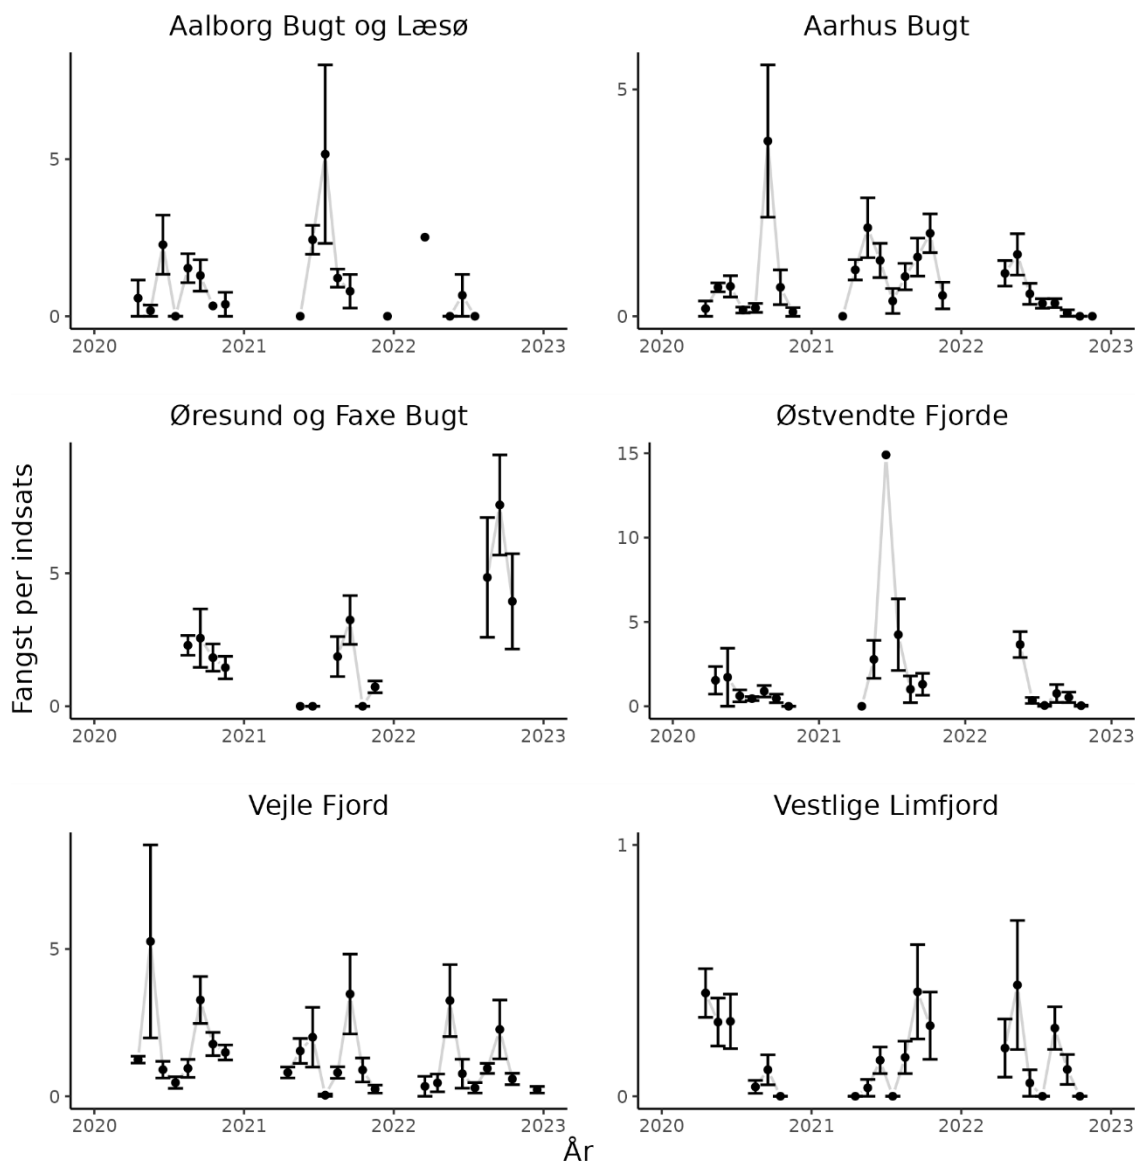 Aalborg Bugt og Læsø
Aarhus Bugt
5
0
2020 2021 2022 2023
5
0
2020 2021 2022 2023
Øresund og Faxe Bugt
Østvendte Fjorde
Fangst per indsats
5
0
2020 2021 2022 2023
15
10
5
0
2020 2021 2022 2023
Vejle Fjord
Vestlige Limfjord
5
0
2020 2021 2022 2023
1
0
2020 2021 2022 2023
År